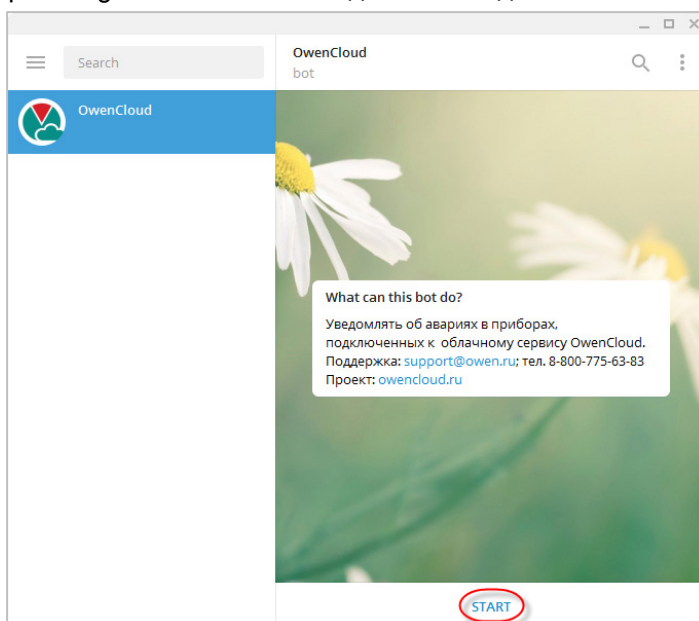 Search
OwenCloud
OwenCloud
bot
What can this bot do?
Уведомлять об авариях в приборах,
подключенных к облачному сервису OwenCloud.
Поддержка: support@owen.ru; тел. 8-800-775-63-83
Проект: owencloud.ru
START